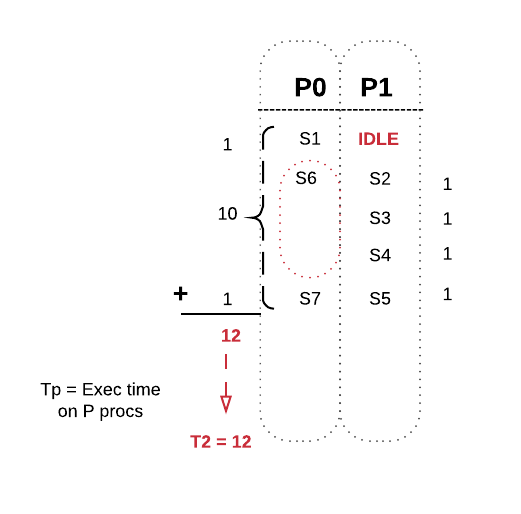 P0 P1
1 S1 IDLE
S6 S2 1
10 S3 1
S4 1
+ 1 S7 S5 1
12
Tp = Exec time
on P procs
T2 = 12